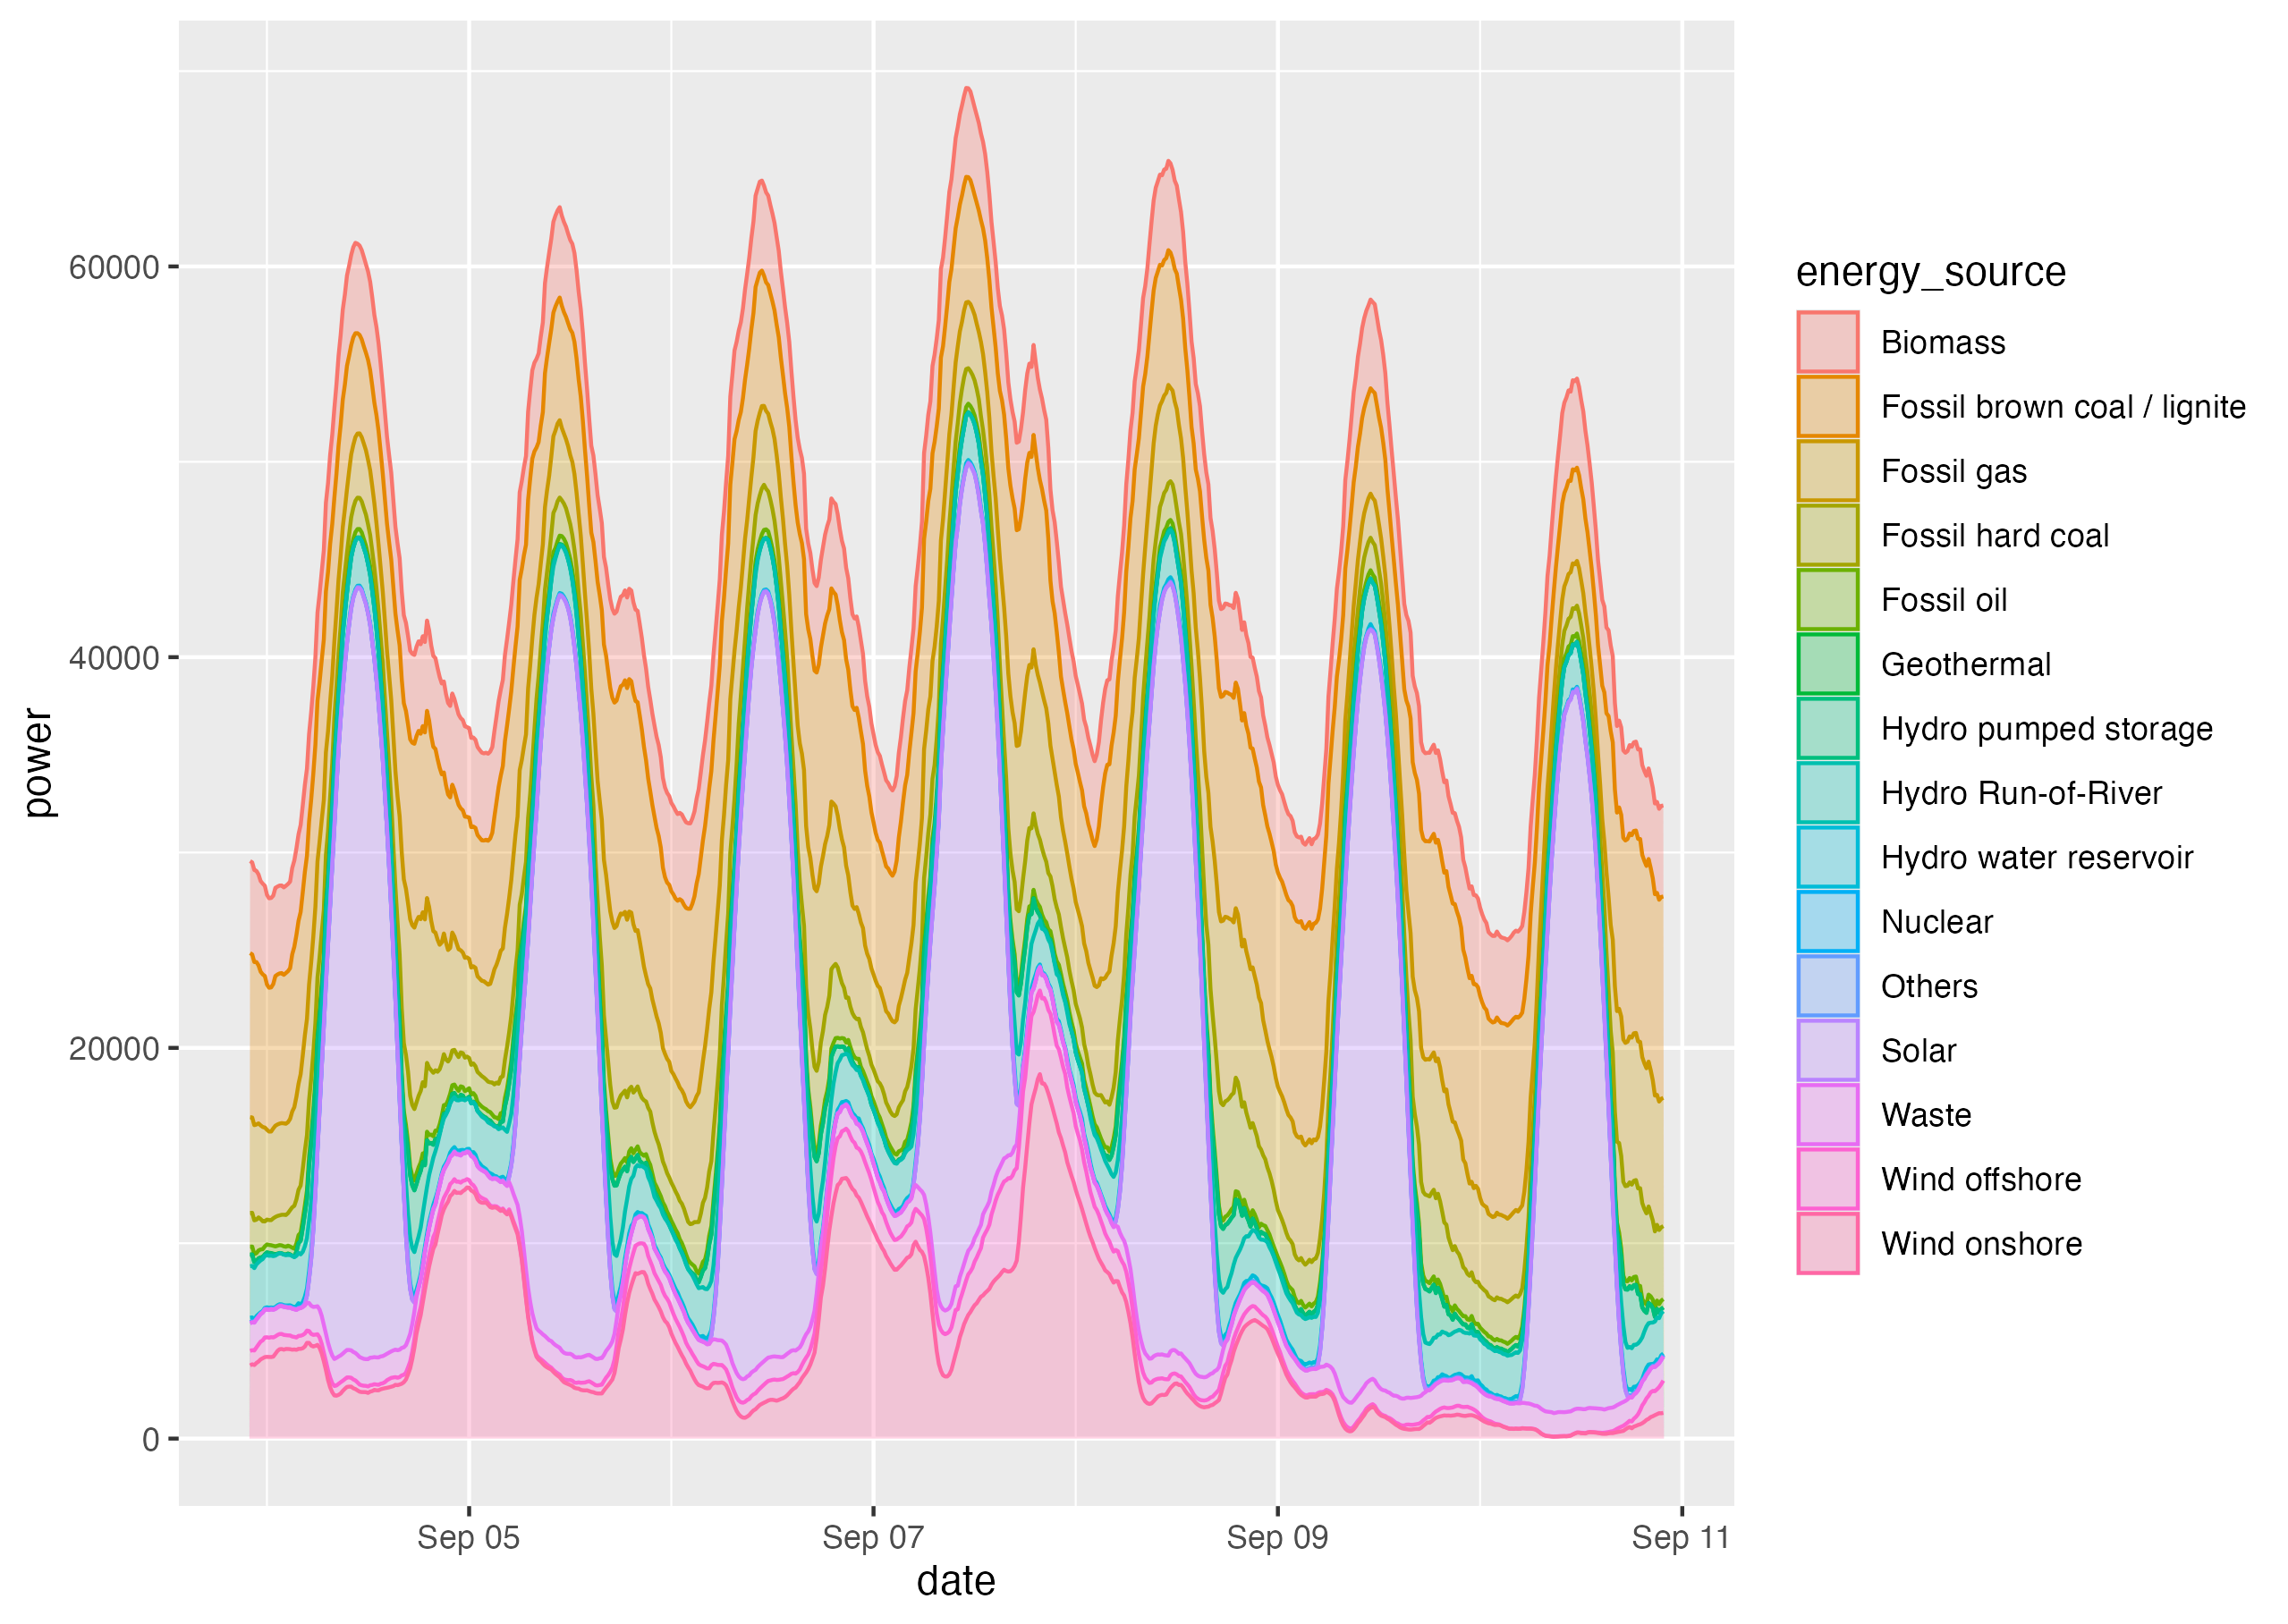 power
60000
40000
20000
0
Sep 05
Sep 07
Sep 09
Sep 11
date
energy_source
Biomass
Fossil brown coal / lignite
Fossil gas
Fossil hard coal
Fossil oil
Geothermal
Hydro pumped storage
Hydro Run-of-River
Hydro water reservoir
Nuclear
Others
Solar
Waste
Wind offshore
Wind onshore